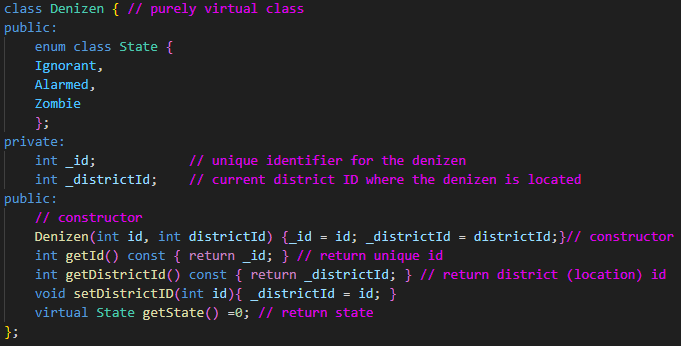 class Denizen { // purely virtual class
public:
    enum class State {
    Ignorant,
    Alarmed,
    Zombie
    };
private:
    int _id;            // unique identifier for the denizen
    int _districtId;    // current district ID where the denizen is located
public:
    // constructor
    Denizen(int id, int districtId) {_id = id; _districtId = districtId;}// constructor
    int getId() const { return _id; } // return unique id
    int getDistrictId() const { return _districtId; } // return district (location) id
    void setDistrictID(int id){ _districtId = id; }
    virtual State getState() =0; // return state
};